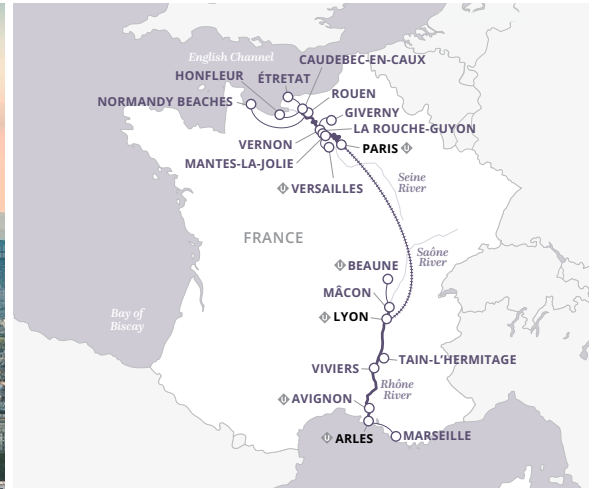 English Channel
CAUDEBEC-EN-CAUX
HONFLEUR
ÉTRETAT
NORMANDY BEACHES
ROUEN
GIVERNY
LA ROUCHE-GUYON
VERNON
PARIS U
MANTES-LA-JOLIE
U VERSAILLES
Seine
River
FRANCE
Saône
River
U BEAUNE
MÂCON
Bay of
Biscay
U LYON
TAIN-L'HERMITAGE
VIVIERS
Rhône
River
U AVIGNON
U ARLES
MARSEILLE